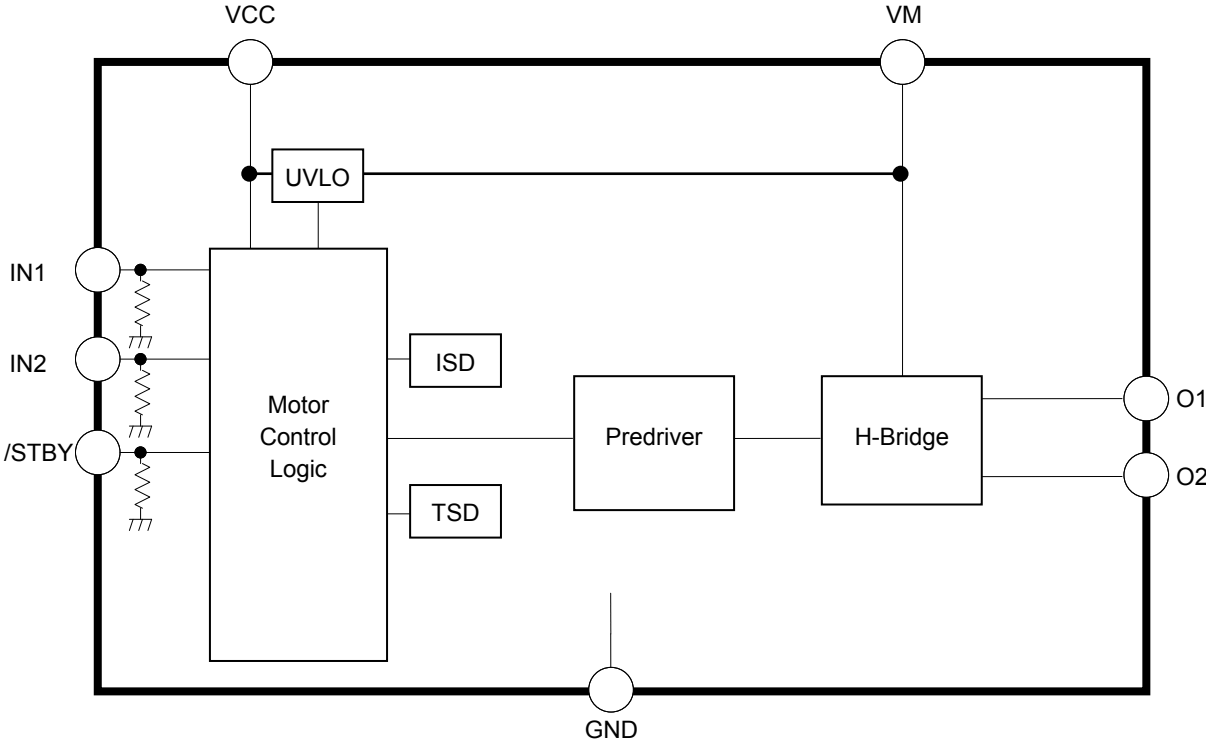 VCC
VM
UVLO
IN1
IN2
/STBY
Motor
Control
Logic
ISD
TSD
Predriver
H-Bridge
O1
O2
GND